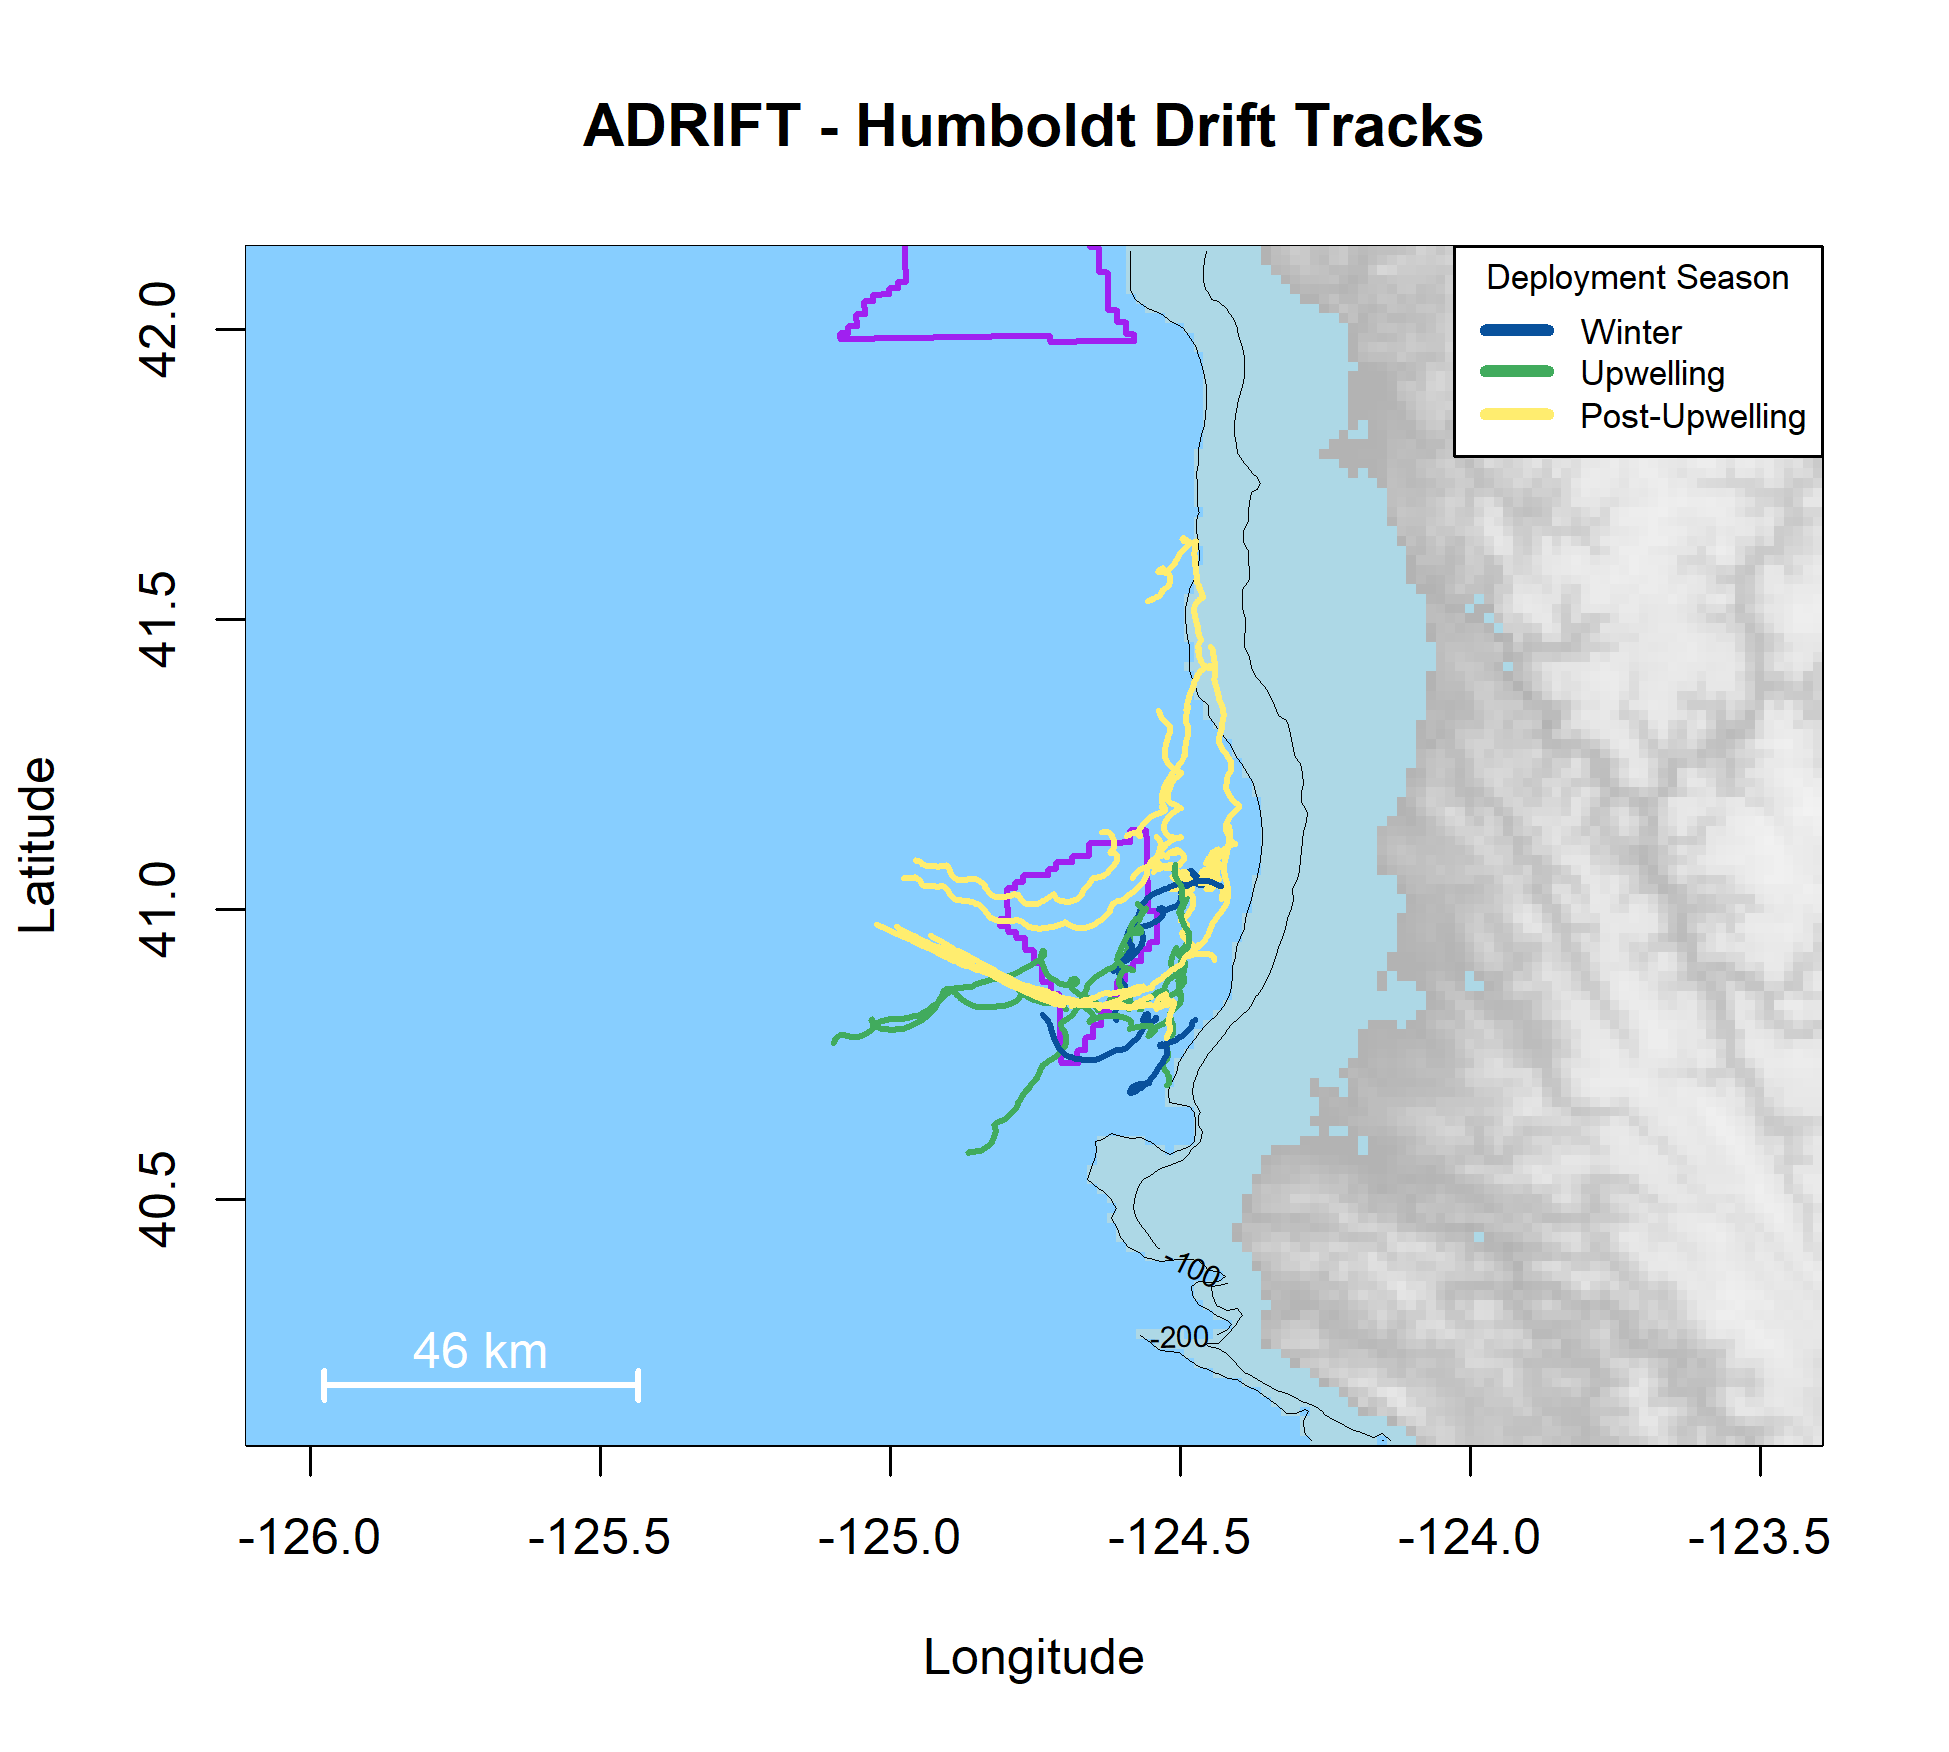 ADRIFT - Humboldt Drift Tracks
Deployment Season
Winter
Upwelling
Post-Upwelling
42.0
41.5
41.0
40.5
Latitude
-100
-200
46 km
-126.0
-125.5
-125.0
-124.5
-124.0
-123.5
Longitude